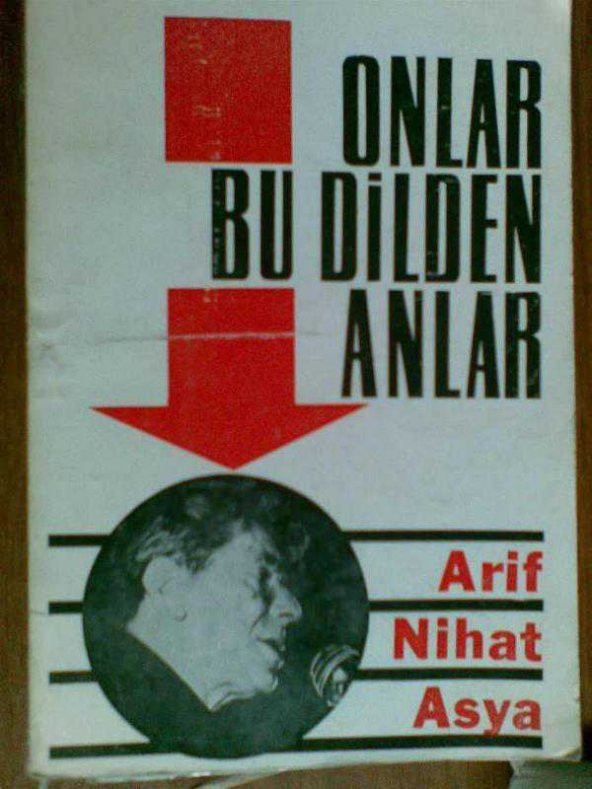 ONLAR
BU DİLDEN
ANLAR
Arif
Nihat
Asya